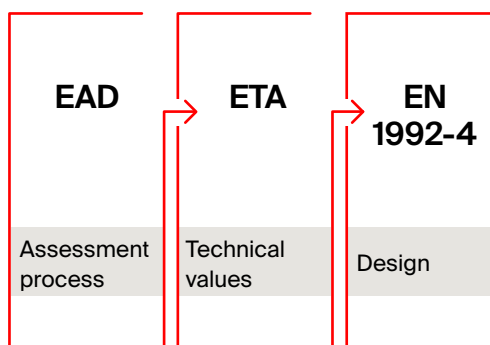 EAD
ETA
EN
1992-4
Assessment
process
Technical
values
Design